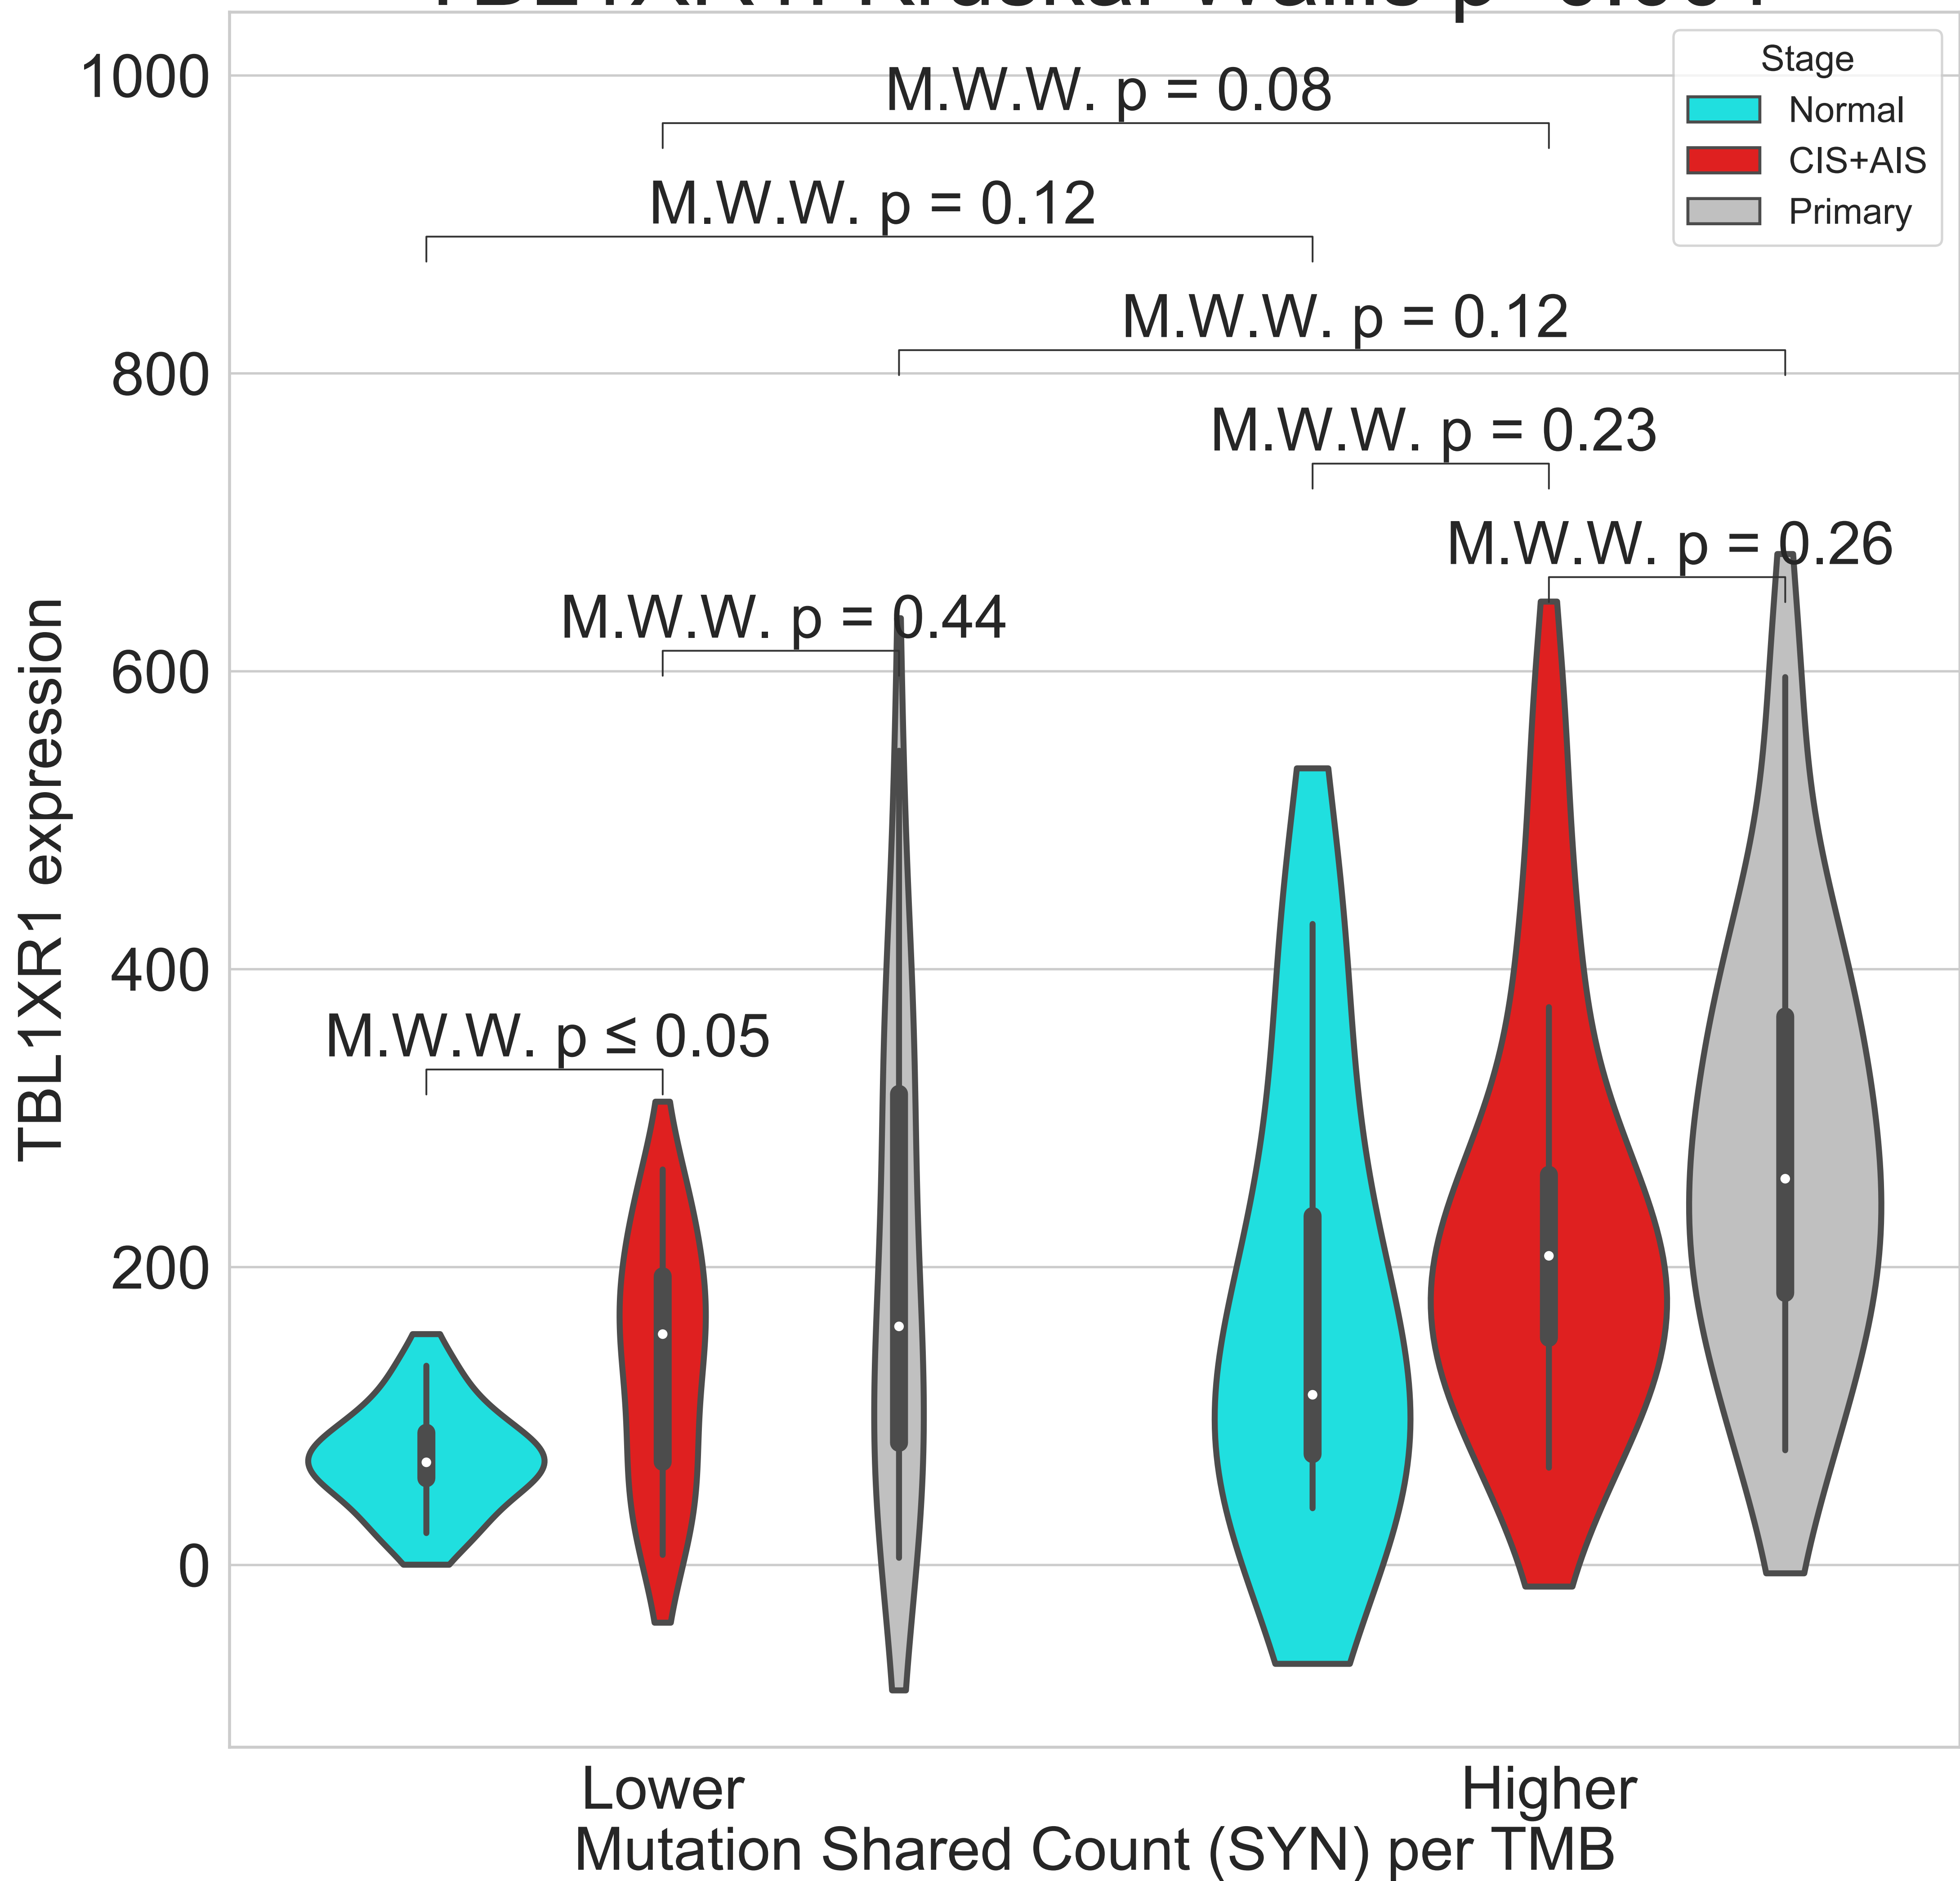 1000
800
600
400
200
0
TBL1XR1 expression
M.W.W. p = 0.08
M.W.W. p = 0.12
M.W.W. p = 0.12
M.W.W. p = 0.23
M.W.W. p = 0.26
M.W.W. p = 0.44
M.W.W. p ≤ 0.05
Stage
Normal
CIS+AIS
Primary
Lower
Higher
Mutation Shared Count (SYN) per TMB